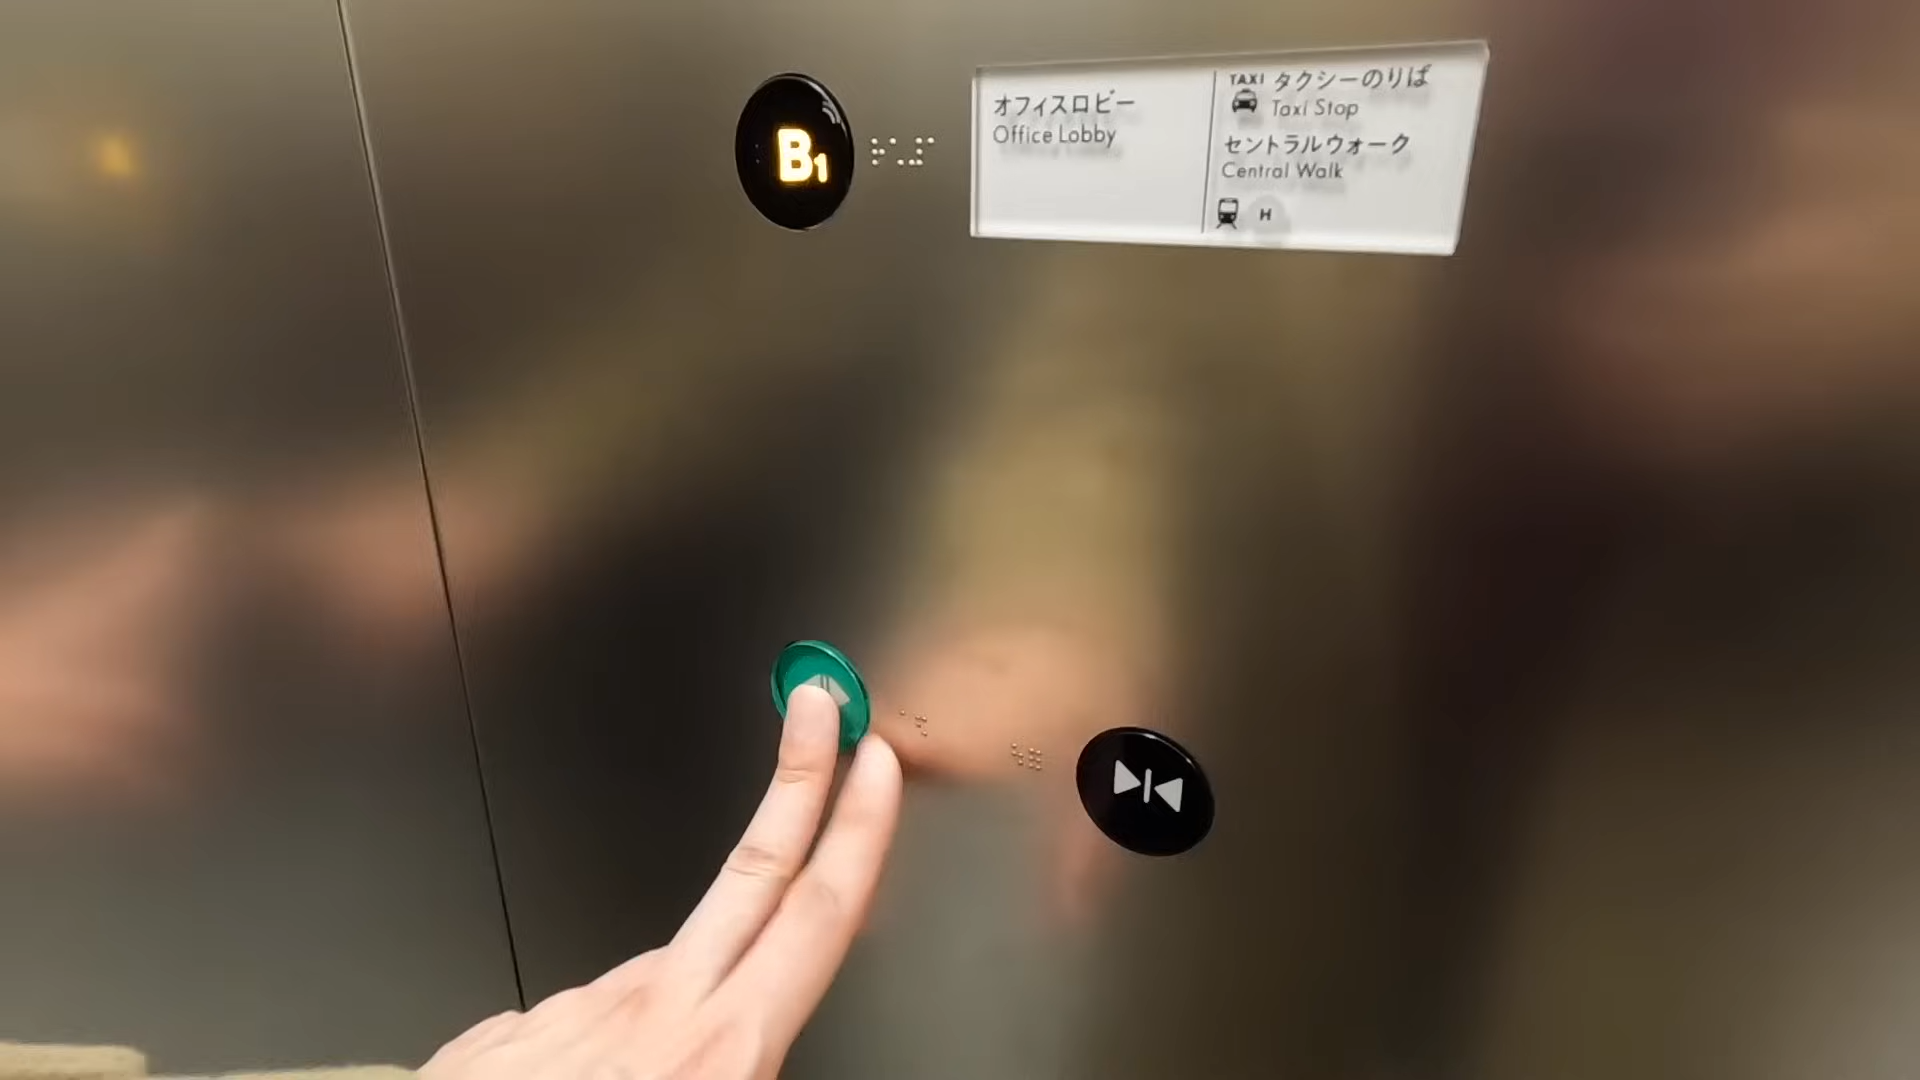 B1
オフィスロビー
Office Lobby
TAXI タクシーのりば
Taxi Stop
セントラルウォーク
Central Walk
H